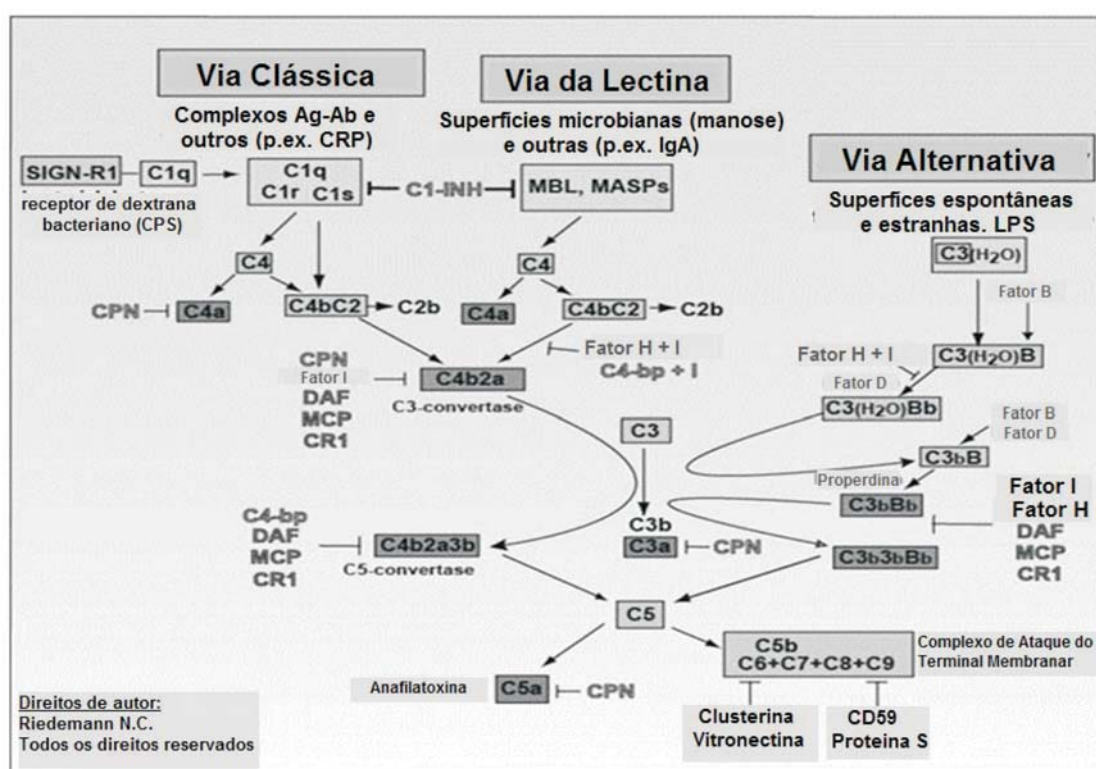 Via Clássica
Complexos Ag-Ab e
outros (p.ex. CRP)
SIGN-R1
C1q
C1q
C1r C1s
receptor de dextrana
bacteriano (CPS)
C1-INH
Via da Lectina
Superfícies microbianas (manose)
e outras (p.ex. IgA)
MBL, MASPs
Via Alternativa
Superfices espontâneas
e estranhas. LPS
C3(H₂O)
Fator B
C4
C4
CPN
C4a
C4bC2
C2b
C4a
C4bC2
C2b
Fator H + I
C4-bp + I
Fator H + I
C3(H₂O)B
Fator D
C3(H₂O)Bb
CPN
Fator I
DAF
MCP
CR1
C4b2a
C3-convertase
C3
Fator B
Fator D
C3bB
Properdina
C3bBb
Fator I
Fator H
DAF
MCP
CR1
C3b
C3a
CPN
C3b3bBb
C4-bp
DAF
MCP
CR1
C4b2a3b
C5-convertase
C5
C5b
C6+C7+C8+C9
Complexo de Ataque do
Terminal Membranar
Anafilatoxina
C5a
CPN
Clusterina
Vitronectina
CD59
Proteina S
Direitos de autor:
Riedemann N.C.
Todos os direitos reservados